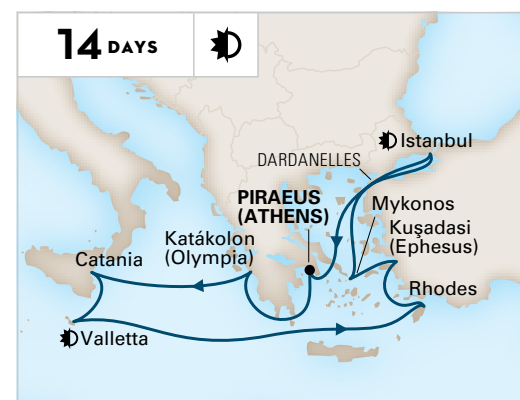 14 DAYS
Istanbul
DARDANELLES
PIRAEUS
(ATHENS)
Mykonos
Kuşadasi
(Ephesus)
Katákolon
(Olympia)
Catania
Rhodes
Valletta